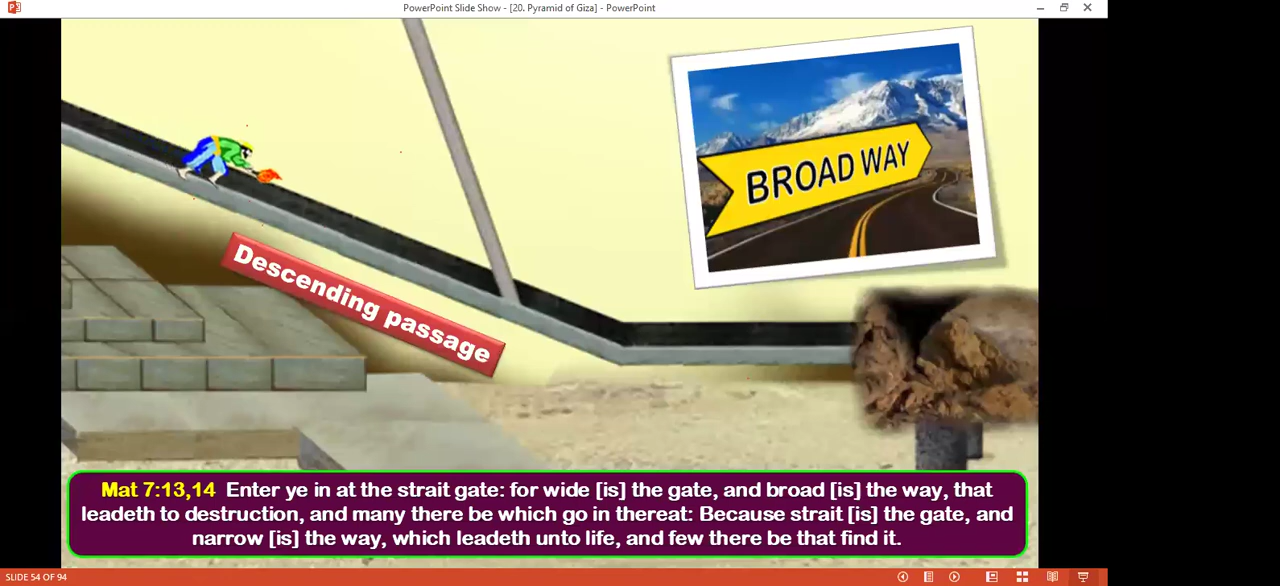 PowerPoint Slide Show - [20. Pyramid of Giza] - PowerPoint
BROAD WAY
Descending passage
Mat 7:13,14 Enter ye in at the strait gate: for wide [is] the gate, and broad [is] the way, that
leadeth to destruction, and many there be which go in thereat: Because strait [is] the gate, and
narrow [is] the way, which leadeth unto life, and few there be that find it.
SLIDE 54 OF 94